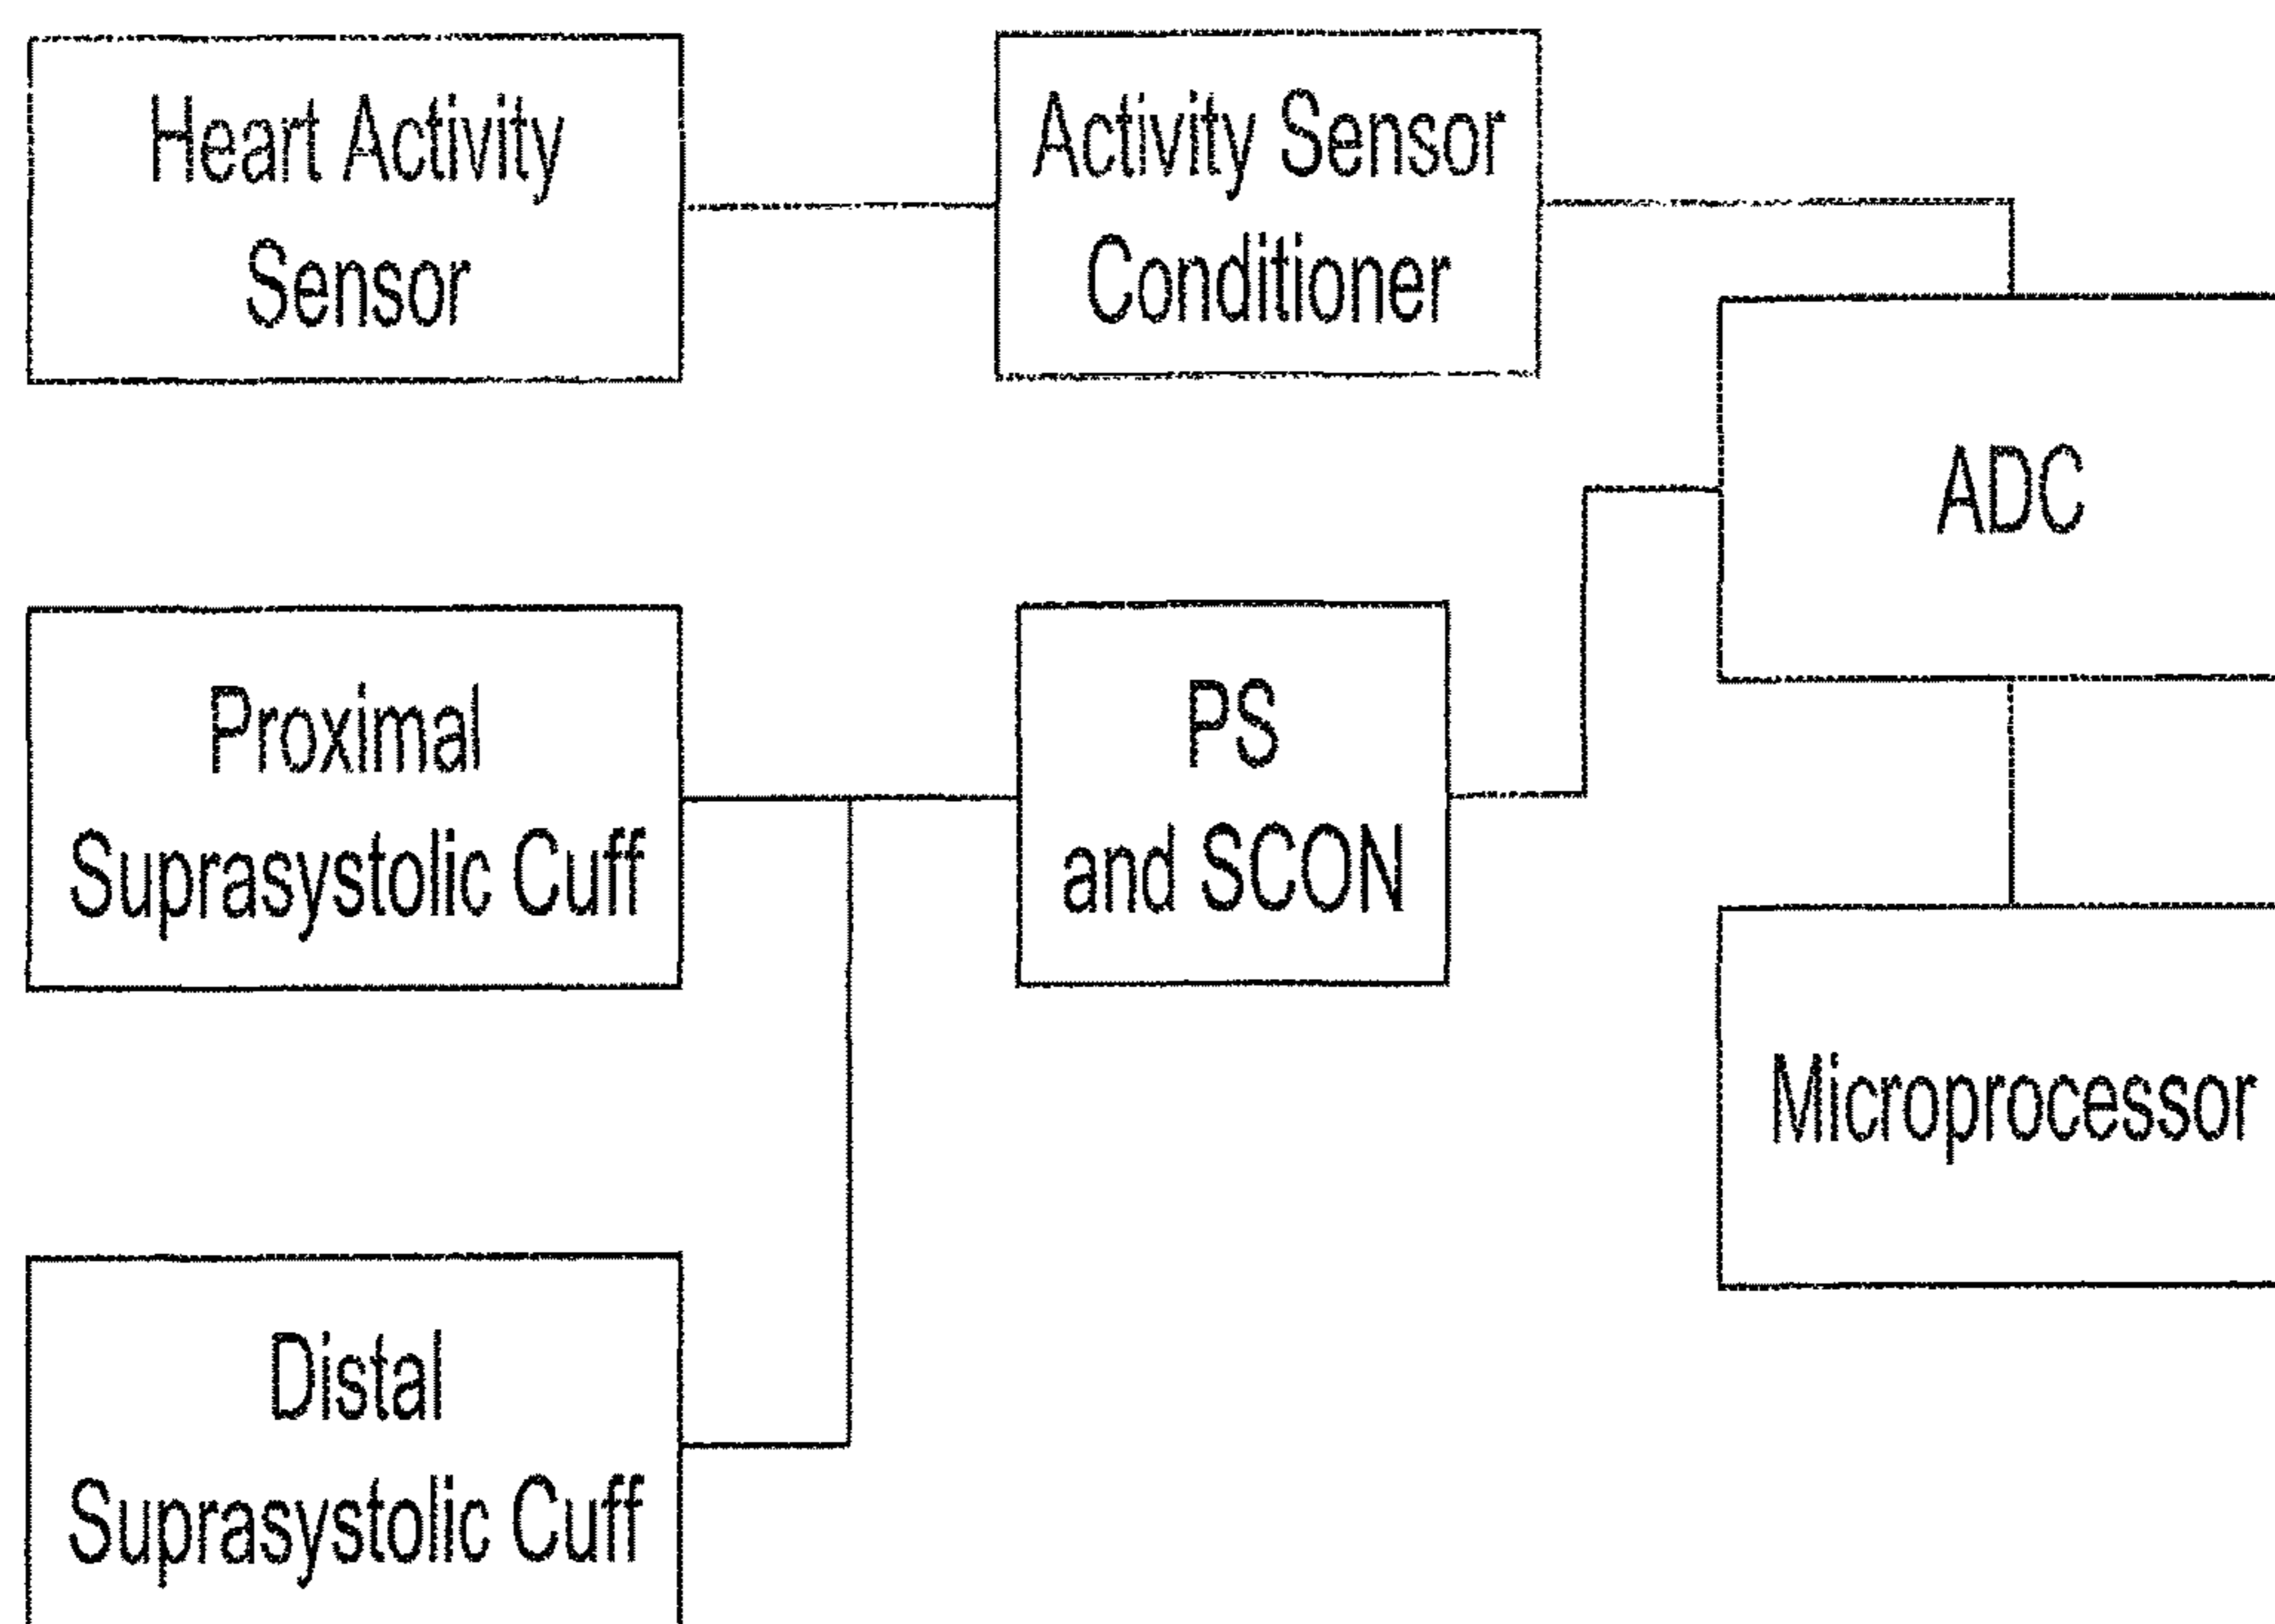 Heart Activity
Sensor
Activity Sensor
Conditioner
ADC
Proximal
Suprasystolic Cuff
PS
and SCON
Microprocessor
Distal
Suprasystolic Cuff